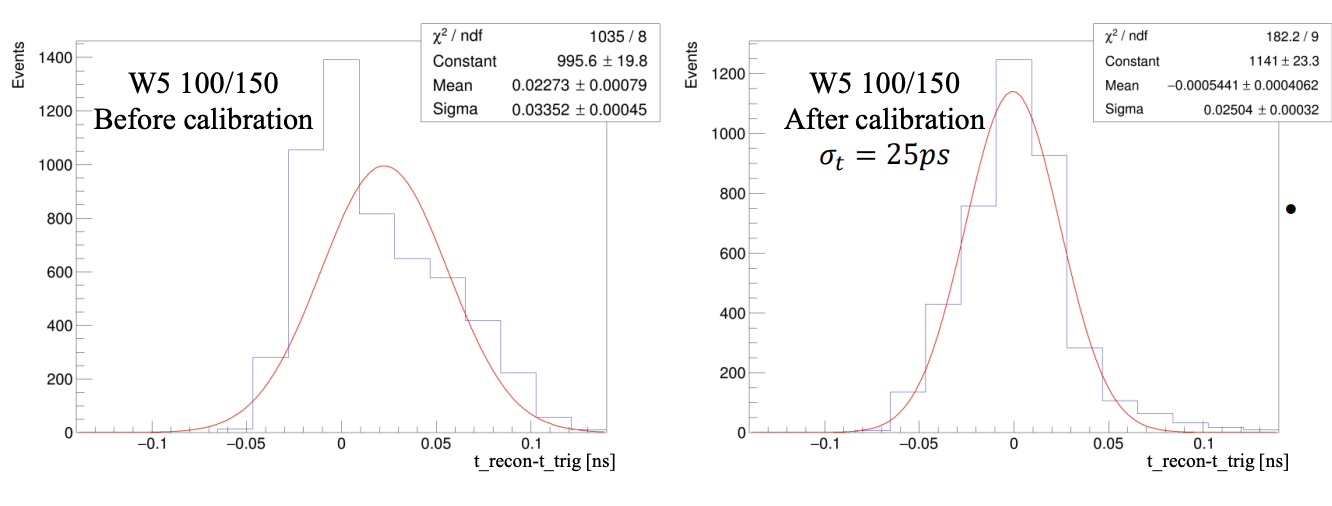 χ² / ndf 1035 / 8
Constant 995.6 ± 19.8
Mean 0.02273 ± 0.00079
Sigma 0.03352 ± 0.00045
Events
W5 100/150
Before calibration
1400
1200
1000
800
600
400
200
0
−0.1 −0.05 0 0.05 0.1
t_recon-t_trig [ns]
χ² / ndf 182.2 / 9
Constant 1141 ± 23.3
Mean −0.0005441 ± 0.0004062
Sigma 0.02504 ± 0.00032
Events
W5 100/150
After calibration
σt = 25ps
1200
1000
800
600
400
200
0
−0.1 −0.05 0 0.05 0.1
t_recon-t_trig [ns]